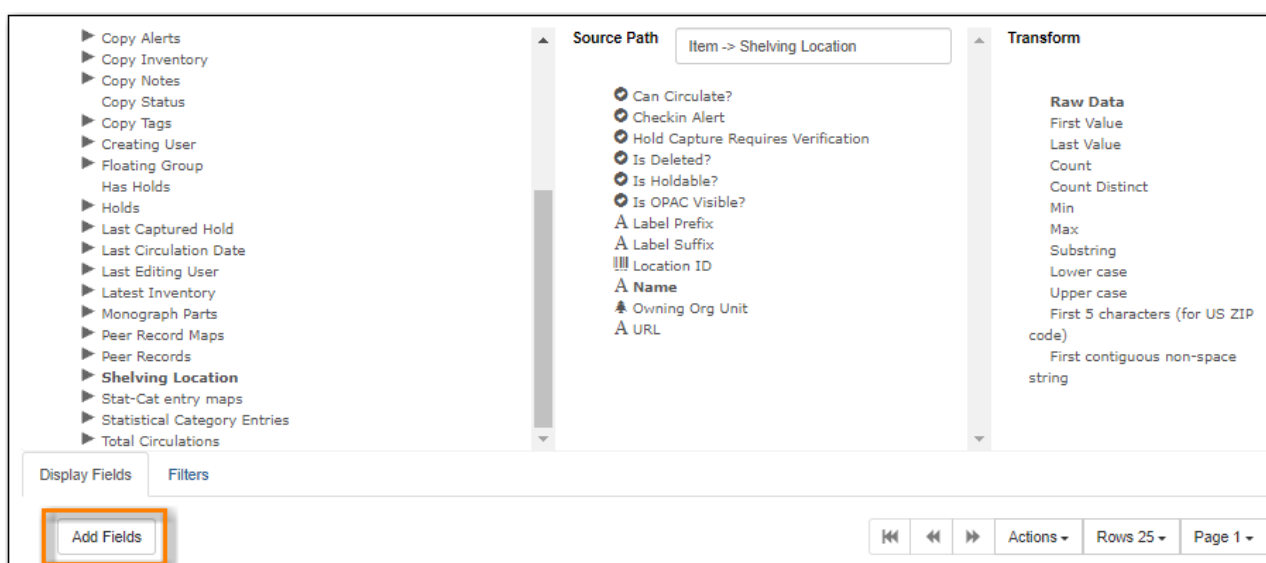 Copy Alerts
Copy Inventory
Copy Notes
Copy Status
Copy Tags
Creating User
Floating Group
Has Holds
Holds
Last Captured Hold
Last Circulation Date
Last Editing User
Latest Inventory
Monograph Parts
Peer Record Maps
Peer Records
Shelving Location
Stat-Cat entry maps
Statistical Category Entries
Total Circulations
Source Path
Item -> Shelving Location
Can Circulate?
Checkin Alert
Hold Capture Requires Verification
Is Deleted?
Is Holdable?
Is OPAC Visible?
A Label Prefix
A Label Suffix
Location ID
A Name
Owning Org Unit
A URL
Transform
Raw Data
First Value
Last Value
Count
Count Distinct
Min
Max
Substring
Lower case
Upper case
First 5 characters (for US ZIP
code)
First contiguous non-space
string
Display Fields
Filters
Add Fields
Actions
Rows 25
Page 1